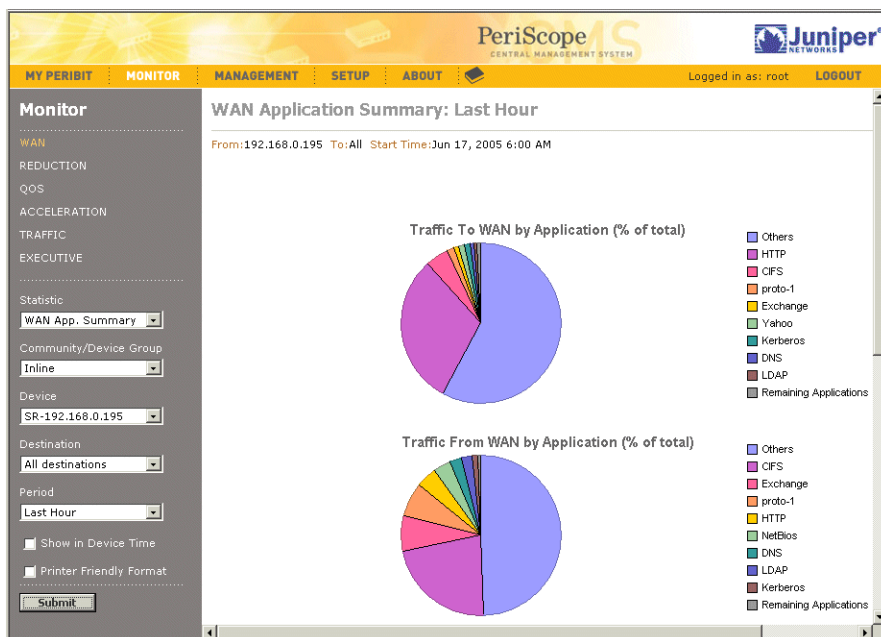 PeriScope
CENTRAL MANAGEMENT SYSTEM
CMS
Juniper
NETWORKS
MY PERIBIT MONITOR MANAGEMENT SETUP ABOUT Logged in as: root LOGOUT
Monitor
WAN
REDUCTION
QOS
ACCELERATION
TRAFFIC
EXECUTIVE
Statistic
WAN App. Summary
Community/Device Group
Inline
Device
SR-192.168.0.195
Destination
All destinations
Period
Last Hour
Show in Device Time
Printer Friendly Format
Submit
WAN Application Summary: Last Hour
From:192.168.0.195 To:All Start Time:Jun 17, 2005 6:00 AM
Traffic To WAN by Application (% of total)
Others
HTTP
CIFS
proto-1
Exchange
Yahoo
Kerberos
DNS
LDAP
Remaining Applications
Traffic From WAN by Application (% of total)
Others
CIFS
Exchange
proto-1
HTTP
NetBios
DNS
LDAP
Kerberos
Remaining Applications